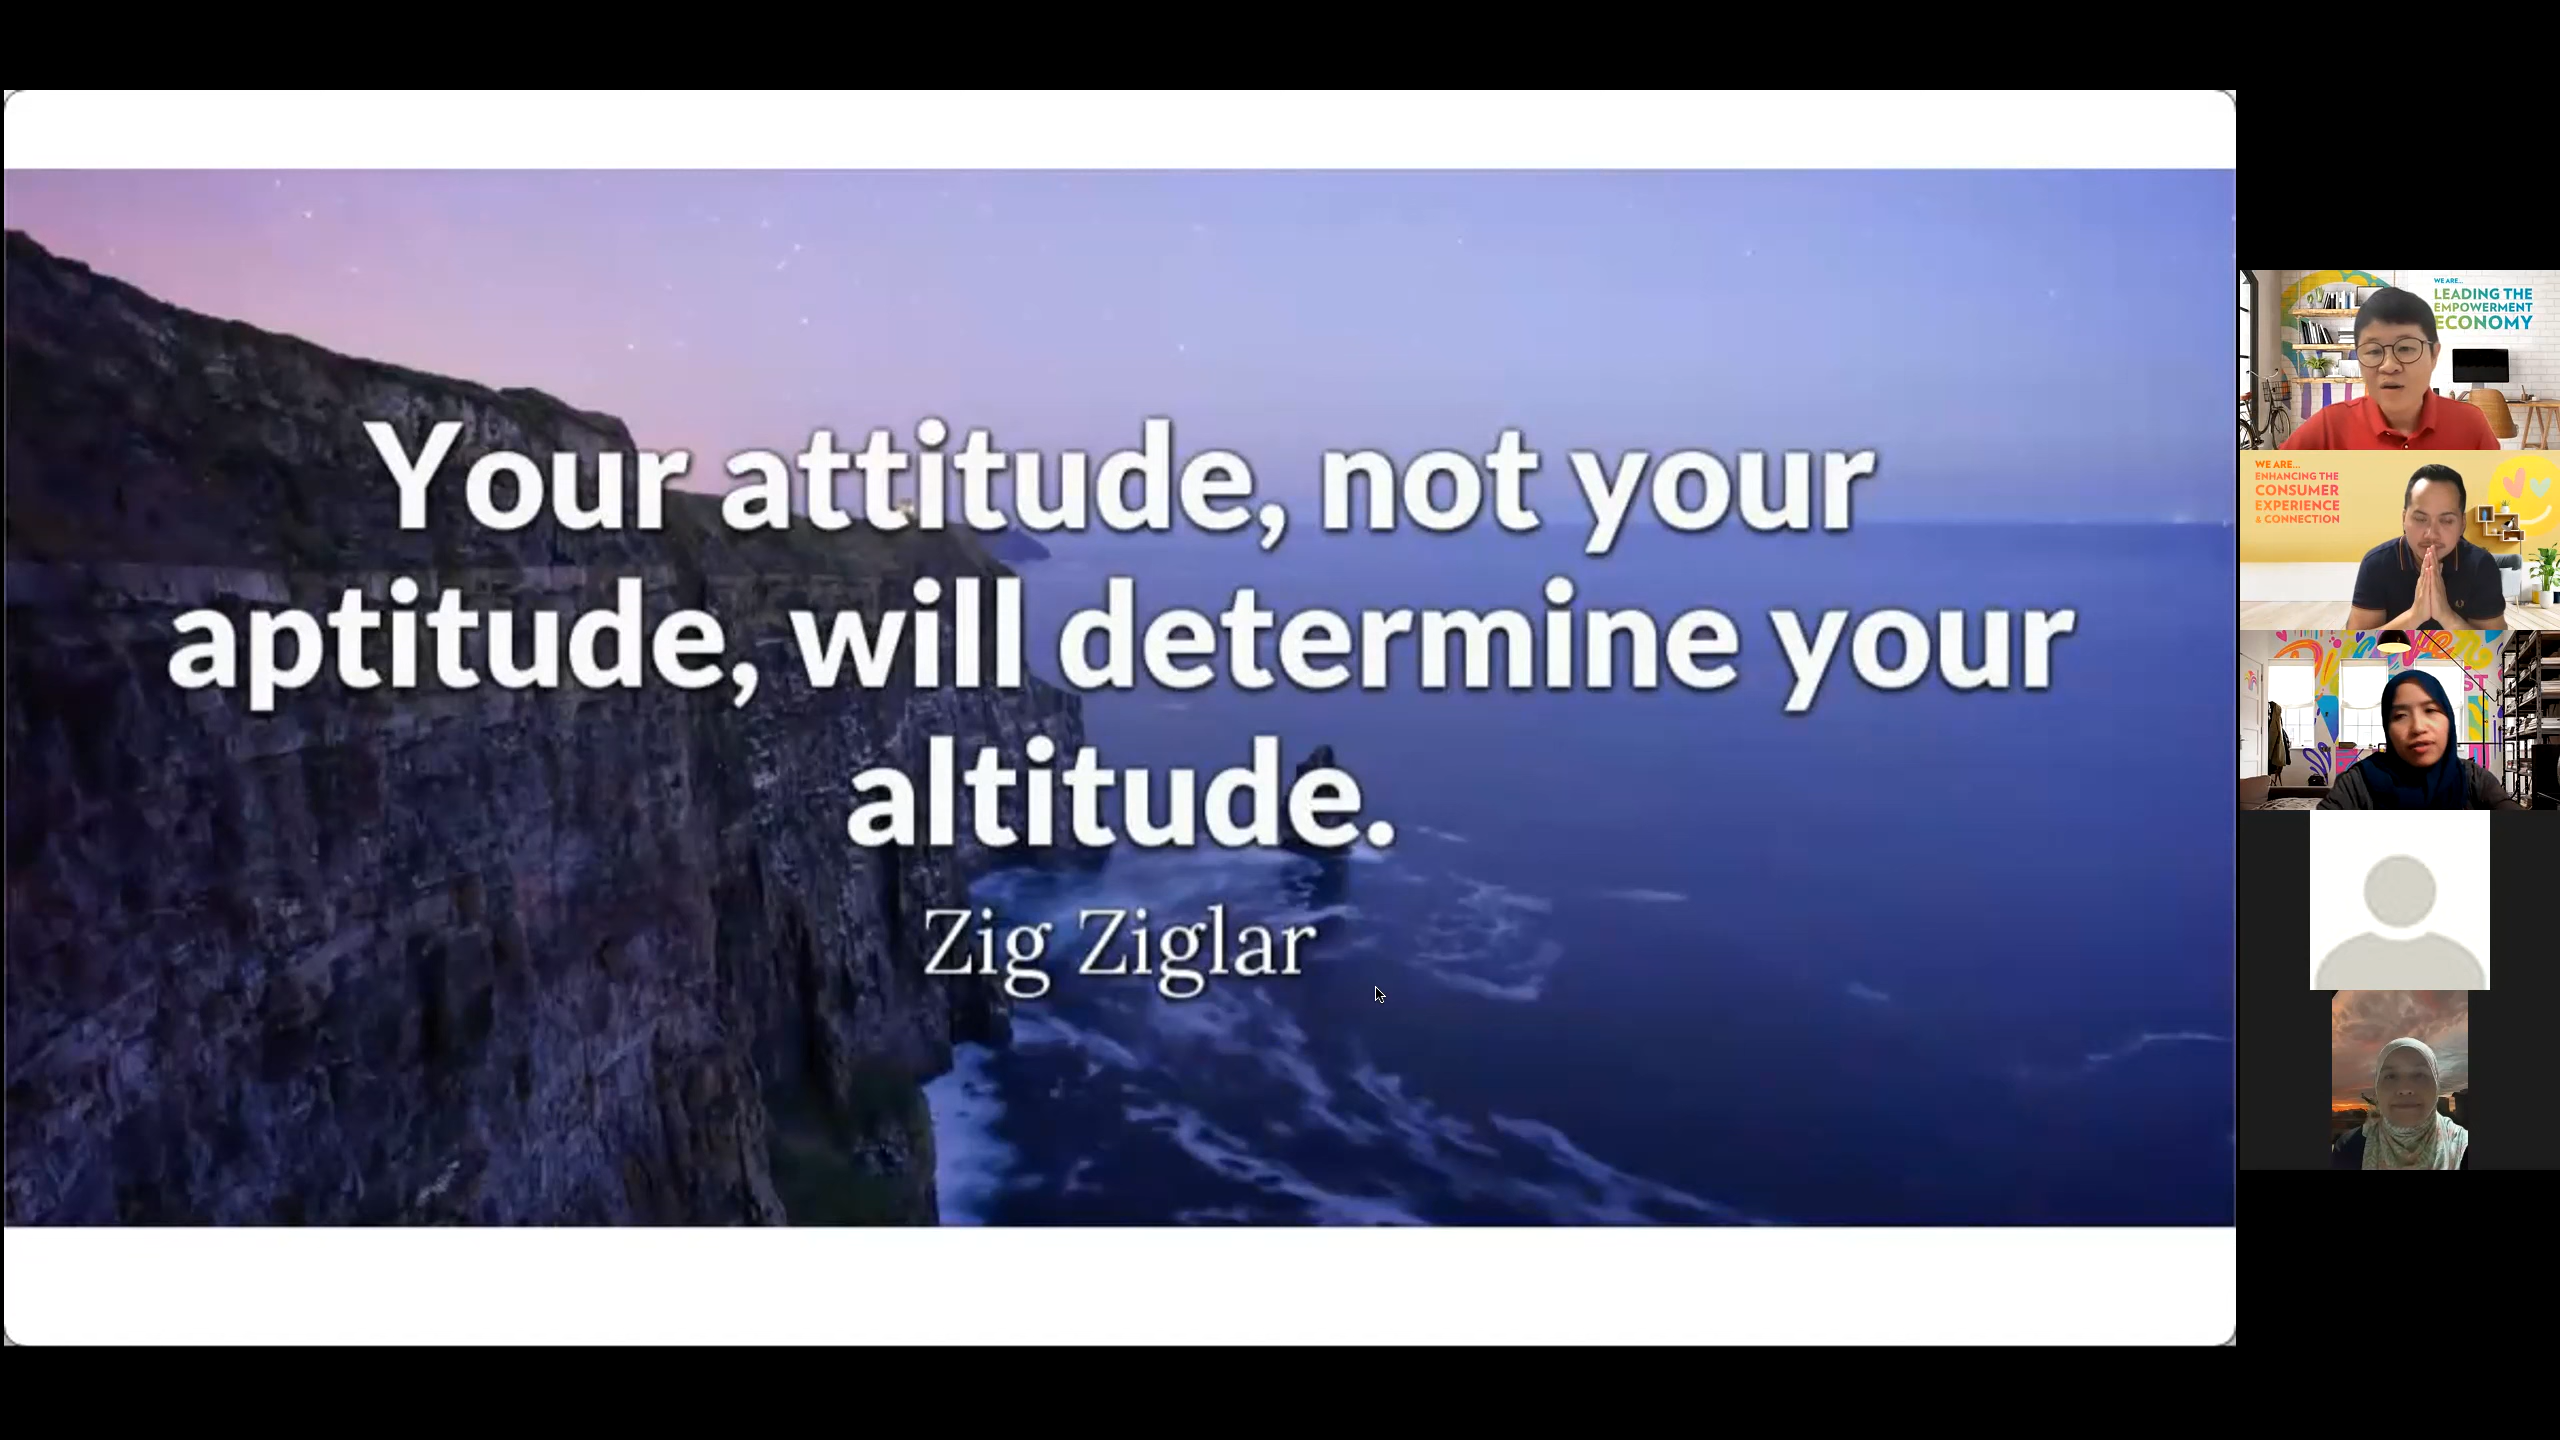 Your attitude, not your
aptitude, will determine your
altitude.
Zig Ziglar
WE ARE...
LEADING THE
EMPOWERMENT
ECONOMY
WE ARE...
ENHANCING THE
CONSUMER
EXPERIENCE
& CONNECTION